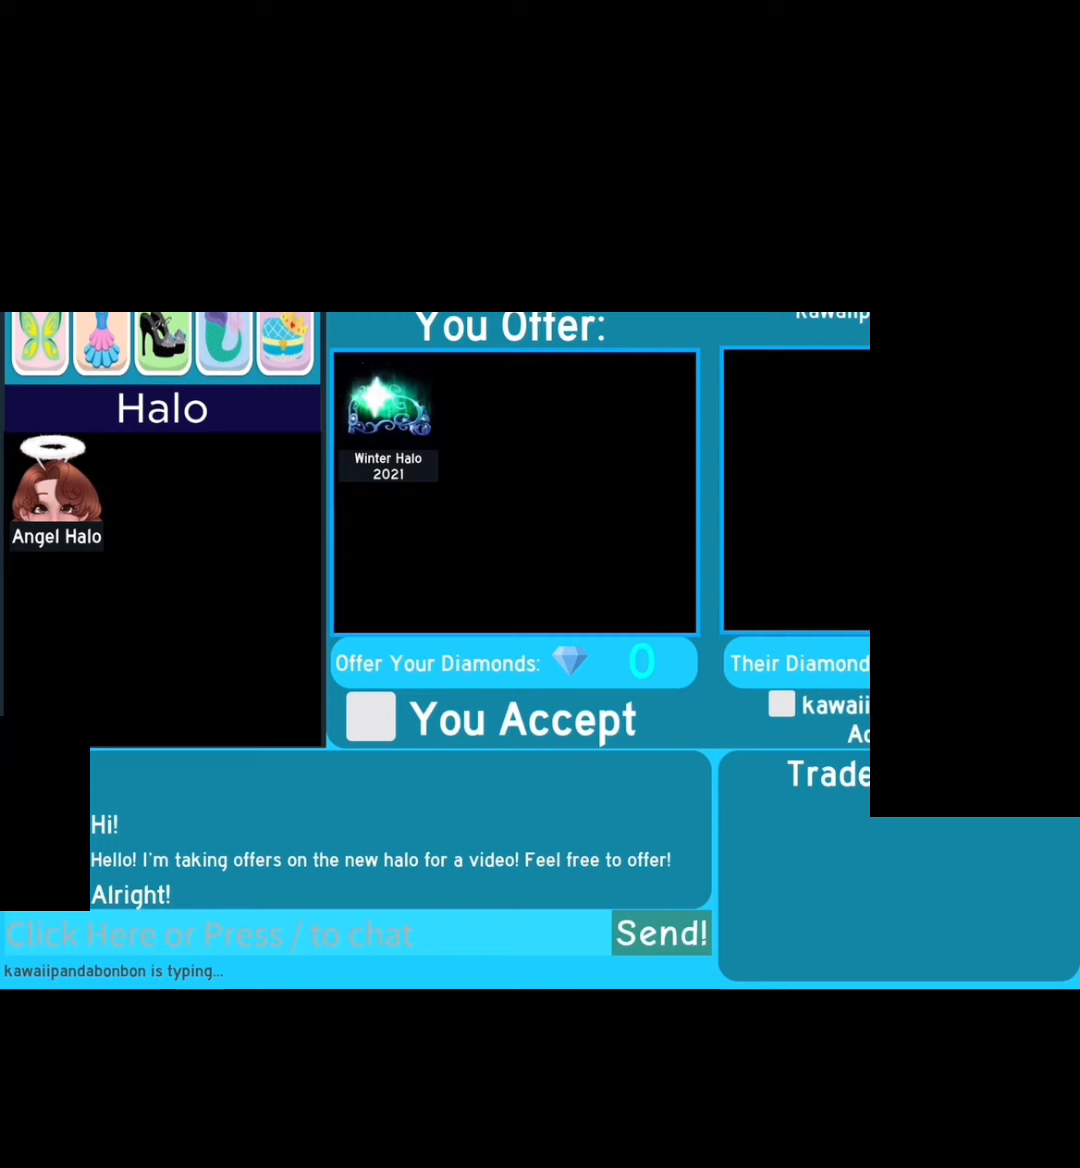 You Offer:
Halo
Angel Halo
Winter Halo
2021
Offer Your Diamonds: 0
You Accept
Their Diamond
kawaii
Trade
Hi!
Hello! I'm taking offers on the new halo for a video! Feel free to offer!
Alright!
Click Here or Press / to chat
Send!
kawaiipandabonbon is typing...